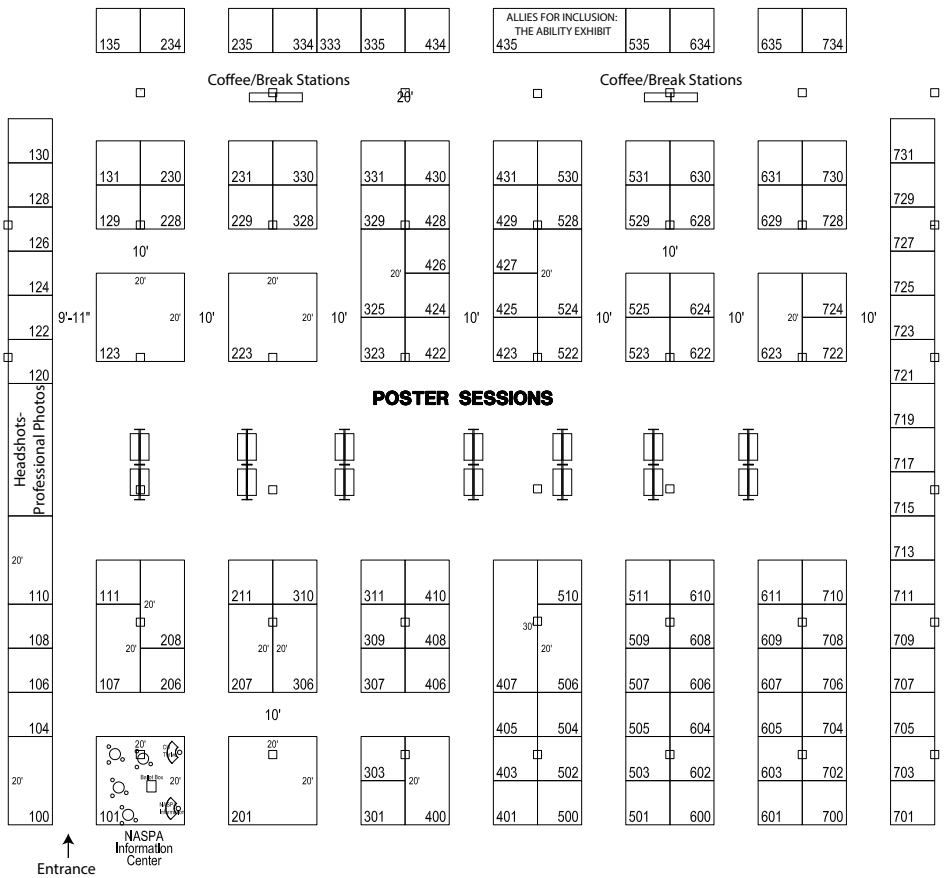 ALLIES FOR INCLUSION:
THE ABILITY EXHIBIT
135 234 235 334 333 335 434 435 535 634 635 734
Coffee/Break Stations Coffee/Break Stations
20'
130 731
131 230 231 330 331 430 431 530 531 630 631 730
128 729
129 228 229 328 329 428 429 528 529 628 629 728
126 727
10' 10'
426 427
20' 20' 20' 20'
124 725
325 424 425 524 525 624 724
9'-11" 20' 10' 20' 10' 10' 10' 10' 20' 10'
122 723
123 223 323 422 423 522 523 622 623 722
120 721
POSTER SESSIONS
Headshots-
Professional Photos
719
717
715
20'
713
110 111 211 310 311 410 510 511 610 611 710 711
20'
30'
108 208 309 408 509 608 609 708 709
20' 20' 20' 20'
106 107 206 207 306 307 406 407 506 507 606 607 706 707
10'
104 405 504 505 604 605 704 705
20' 20'
303 403 502 503 602 603 702 703
20' 20' 20' 20'
Ballot Box
100 101 201 301 400 401 500 501 600 601 700 701
NASPA
Information
Center
Entrance